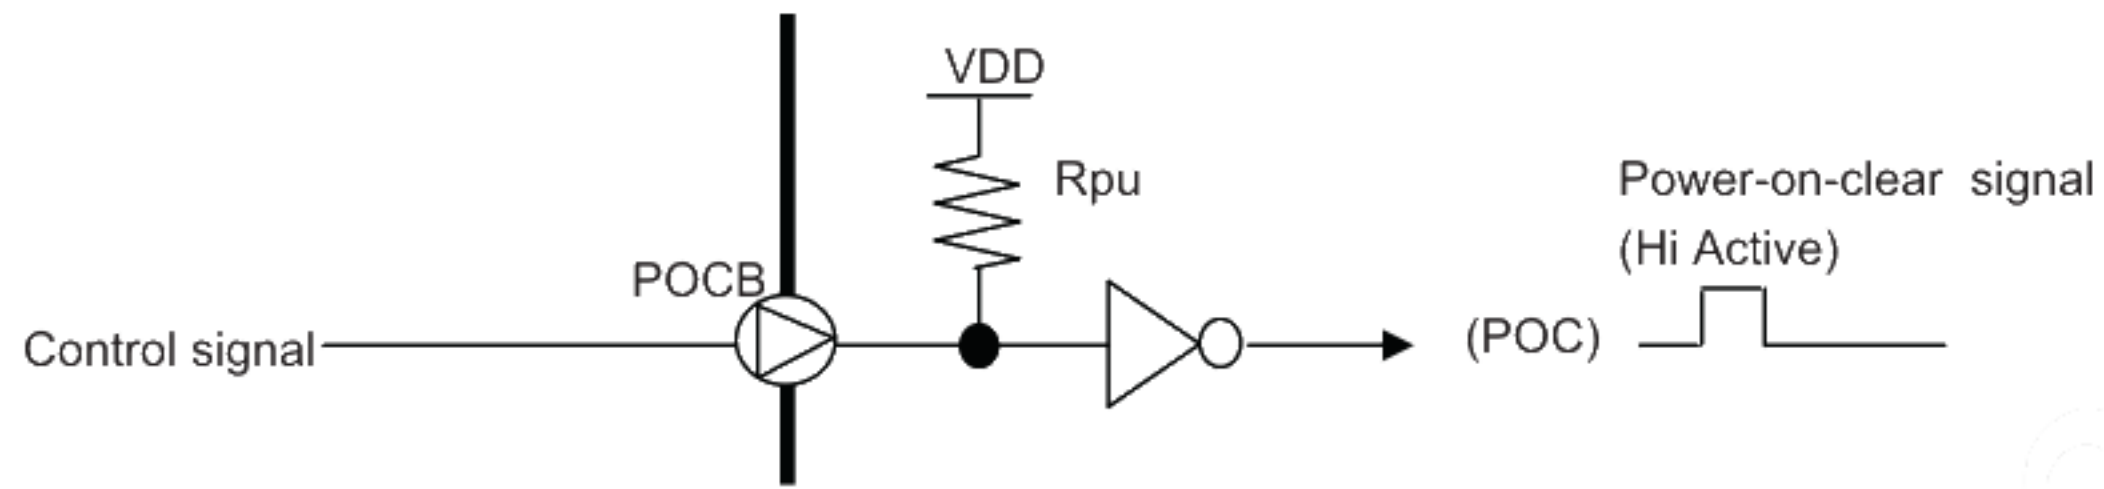 VDD
Rpu
Power-on-clear signal
(Hi Active)
POCB
Control signal
(POC)